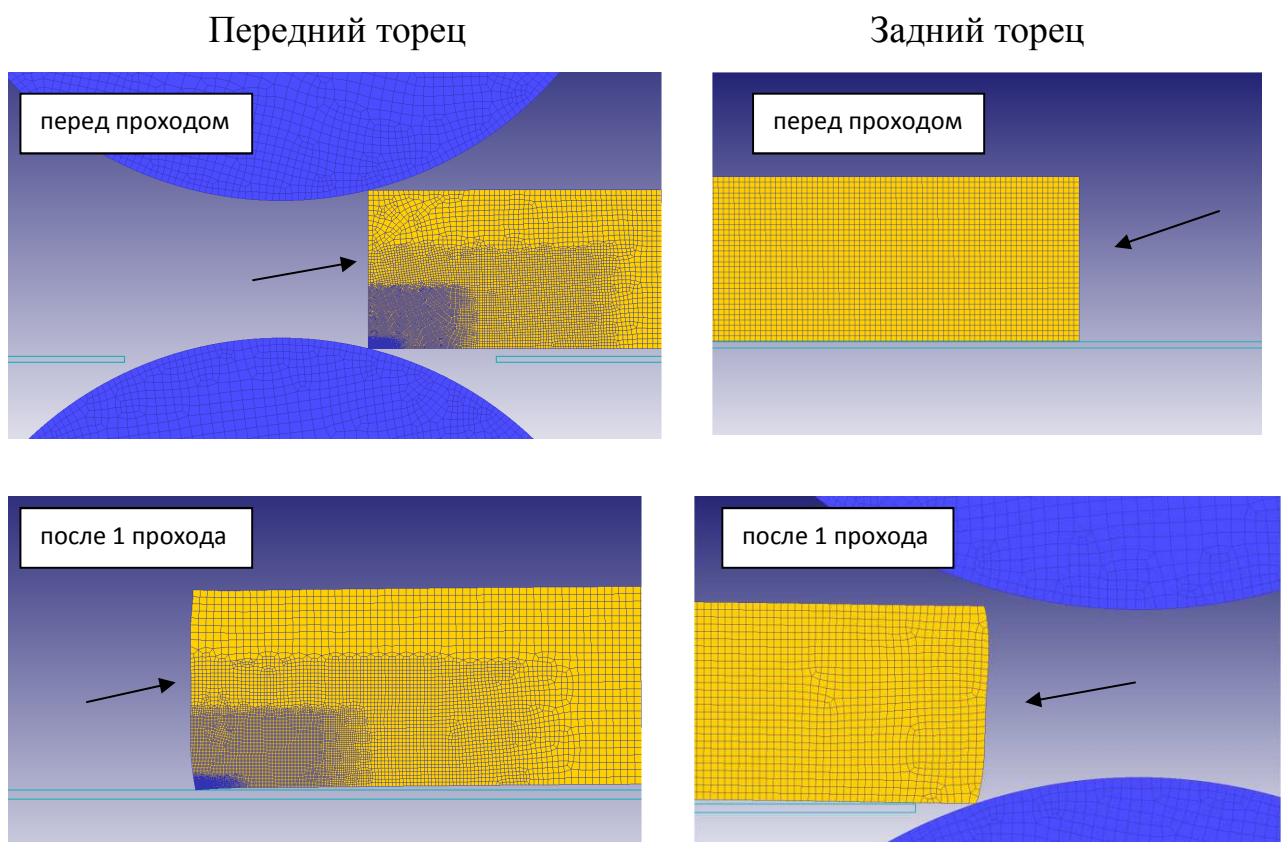 Передний торец
Задний торец
перед проходом
перед проходом
после 1 прохода
после 1 прохода